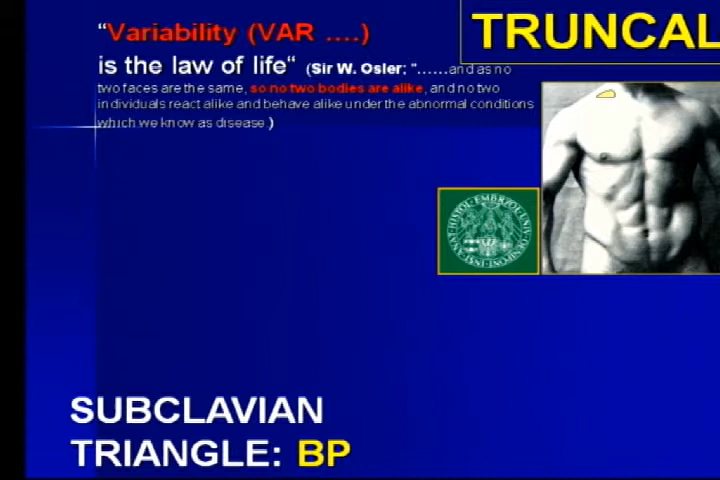 “Variability (VAR ....)
TRUNCAL
is the law of life“ (Sir W. Osler; "......and as no
two faces are the same, so no two bodies are alike, and no two
individuals react alike and behave alike under the abnormal conditions
which we know as disease.)
SUBCLAVIAN
TRIANGLE: BP